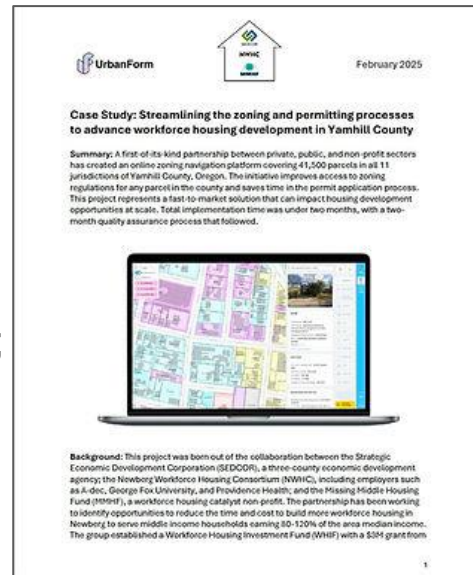 UrbanForm
NWHC
February 2025
Case Study: Streamlining the zoning and permitting processes
to advance workforce housing development in Yamhill County
Summary: A first-of-its-kind partnership between private, public, and non-profit sectors
has created an online zoning navigation platform covering 41,500 parcels in all 11
jurisdictions of Yamhill County, Oregon. The initiative improves access to zoning
regulations for any parcel in the county and saves time in the permit application process.
This project represents a fast-to-market solution that can impact housing development
opportunities at scale. Total implementation time was under two months, with a two-
month quality assurance process that followed.
Background: This project was born out of the collaboration between the Strategic
Economic Development Corporation (SEDCOR), a three-county economic development
agency; the Newberg Workforce Housing Consortium (NWHC), including employers such
as A-dec, George Fox University, and Providence Health; and the Missing Middle Housing
Fund (MMHF), a workforce housing catalyst non-profit. The partnership has been working
to identify opportunities to reduce the time and cost to build more workforce housing in
Newberg to serve middle income households earning 80-120% of the area median income.
The group established a Workforce Housing Investment Fund (WHIF) with a $3M grant from
1